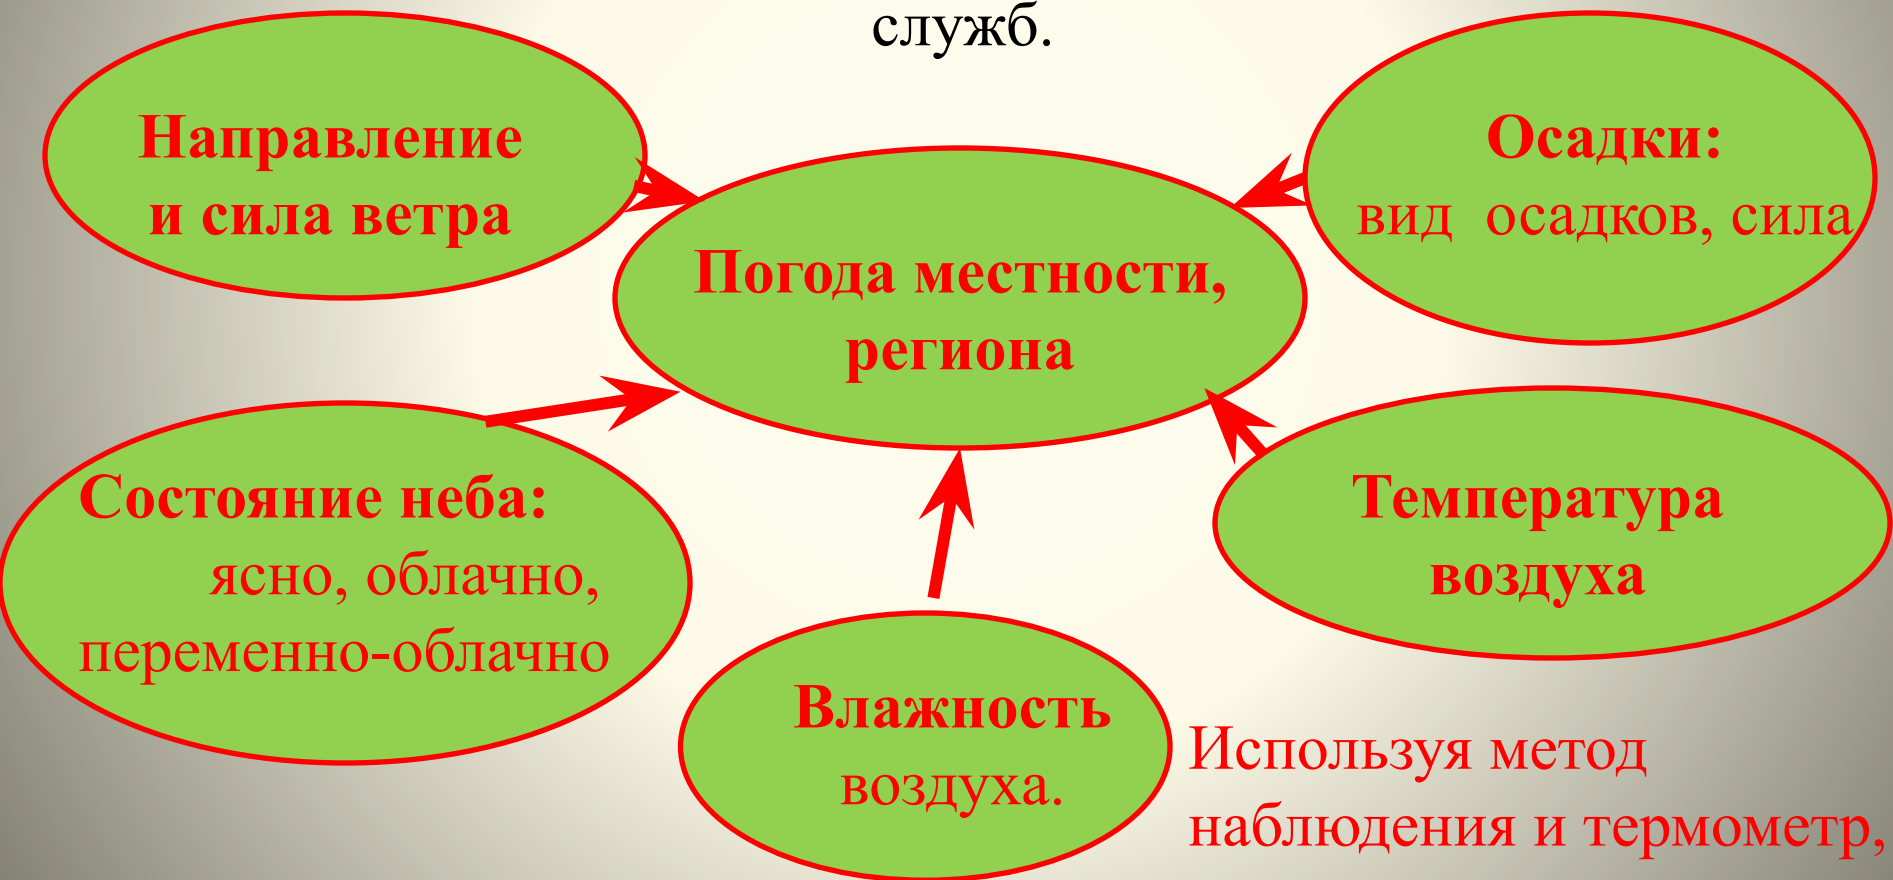 служб.
Направление
и сила ветра
Осадки:
вид  осадков, сила
Погода местности,
региона
Состояние неба:
ясно, облачно,
переменно-облачно
Температура
воздуха
Влажность
воздуха.
Используя метод
наблюдения и термометр,